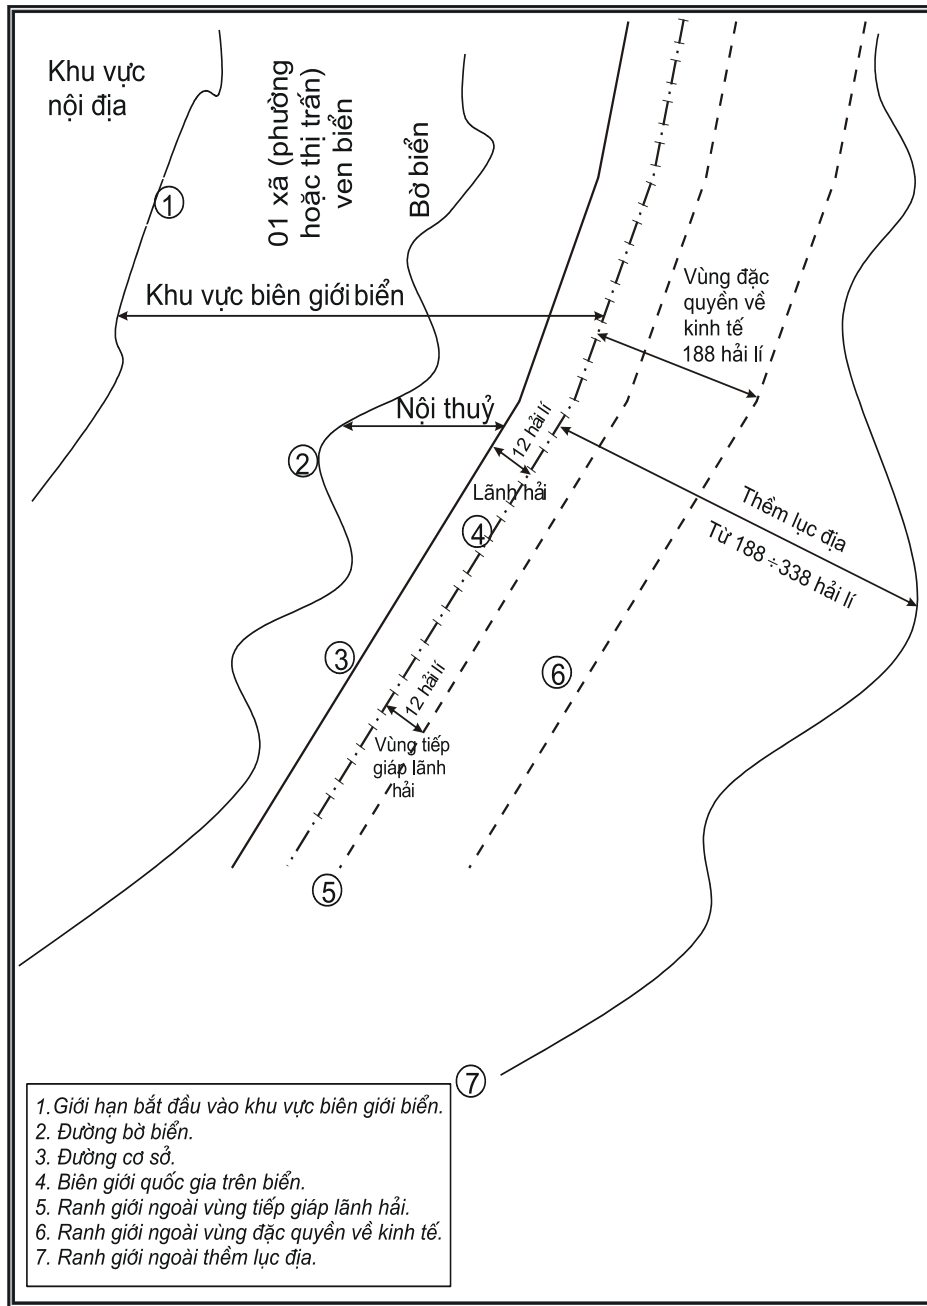 Khu vực
nội địa
01 xã (phường
hoặc thị trấn)
ven biển
Bờ biển
1
Khu vực biên giới biển
Vùng đặc
quyền về
kinh tế
188 hải lí
Nội thuỷ
12 hải lí
2
Lãnh hải
4
Thềm lục địa
Từ 188 ÷ 338 hải lí
3
6
12 hải lí
Vùng tiếp
giáp lãnh
hải
5
7
1. Giới hạn bắt đầu vào khu vực biên giới biển.
2. Đường bờ biển.
3. Đường cơ sở.
4. Biên giới quốc gia trên biển.
5. Ranh giới ngoài vùng tiếp giáp lãnh hải.
6. Ranh giới ngoài vùng đặc quyền về kinh tế.
7. Ranh giới ngoài thềm lục địa.